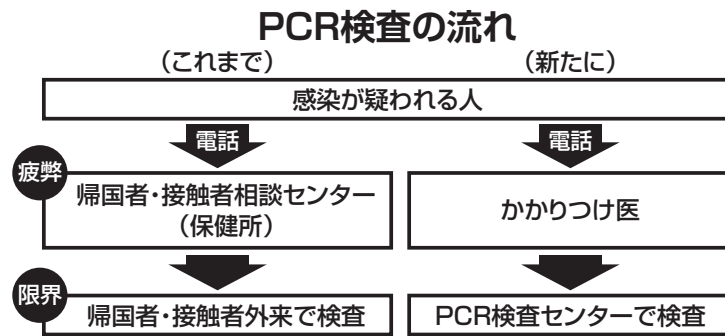 PCR検査の流れ
（これまで）
（新たに）
感染が疑われる人
電話
電話
疲弊
帰国者・接触者相談センター
（保健所）
かかりつけ医
限界
帰国者・接触者外来で検査
PCR検査センターで検査